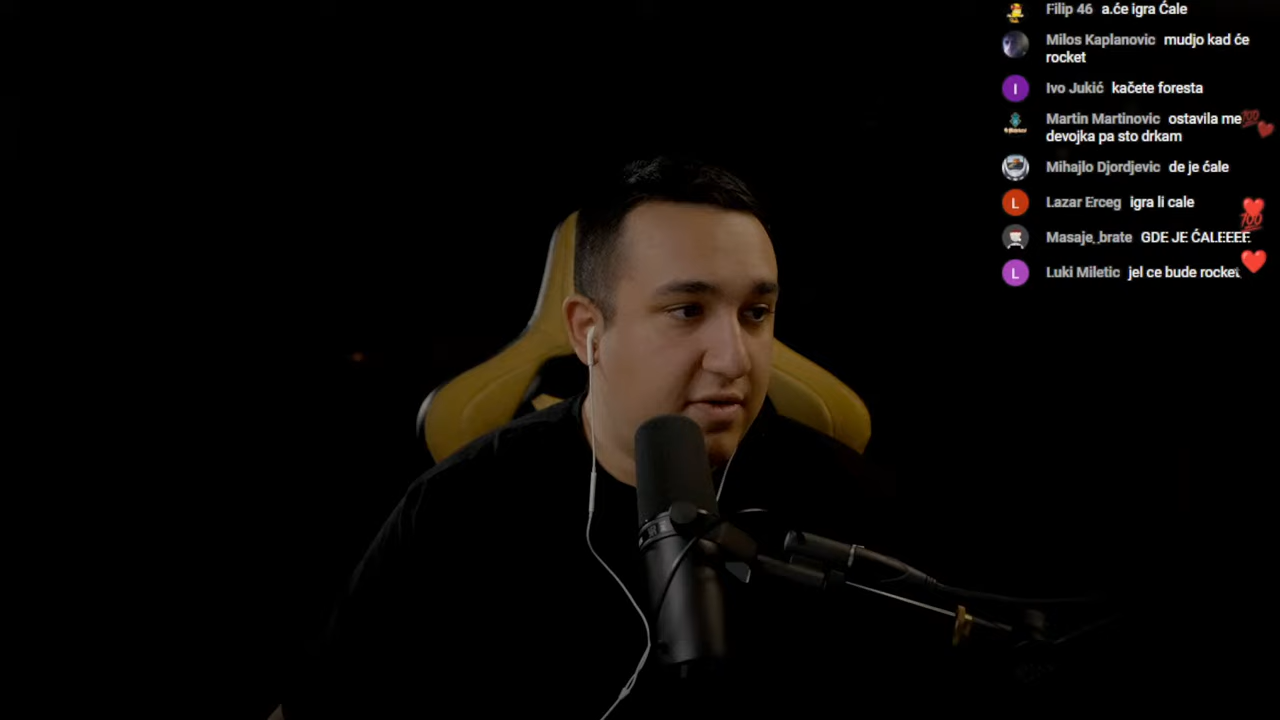 Filip 46 a.će igra Ćale
Milos Kaplanovic mudjo kad će
rocket
I
Ivo Jukić kačete foresta
Martin Martinovic ostavila me
100
devojka pa sto drkam
Mihajlo Djordjevic de je ćale
L
Lazar Erceg igra li cale
100
Masaje_brate GDE JE ĆALEEEE
L
Luki Miletic jel ce bude rocket